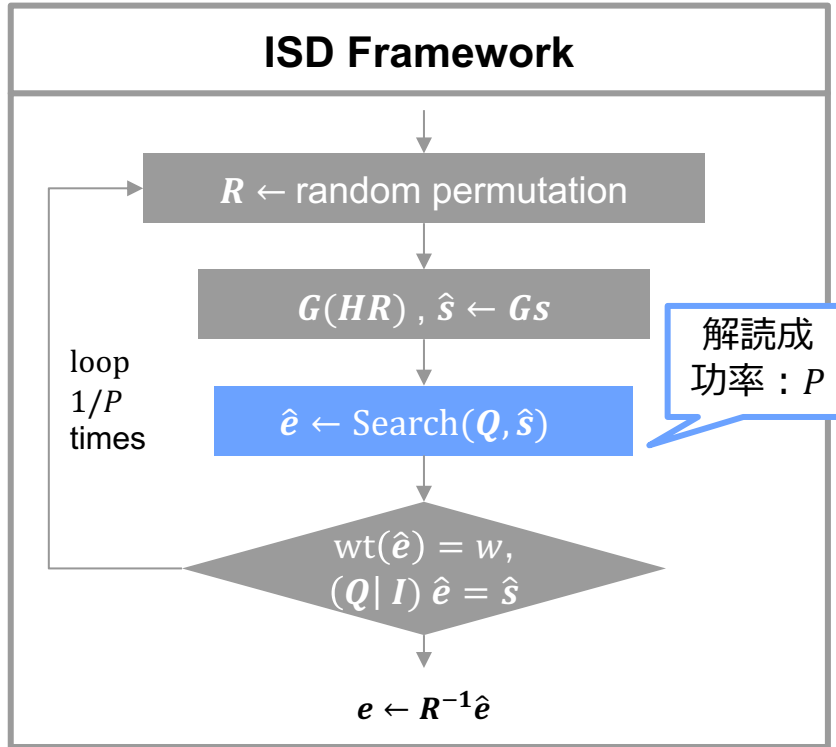 ISD Framework
R ← random permutation
G(HR) , ŝ ← Gs
解読成
功率：P
loop
1/P
times
ê ← Search(Q, ŝ)
wt(ê) = w,
(Q| I) ê = ŝ
e ← R⁻¹ê